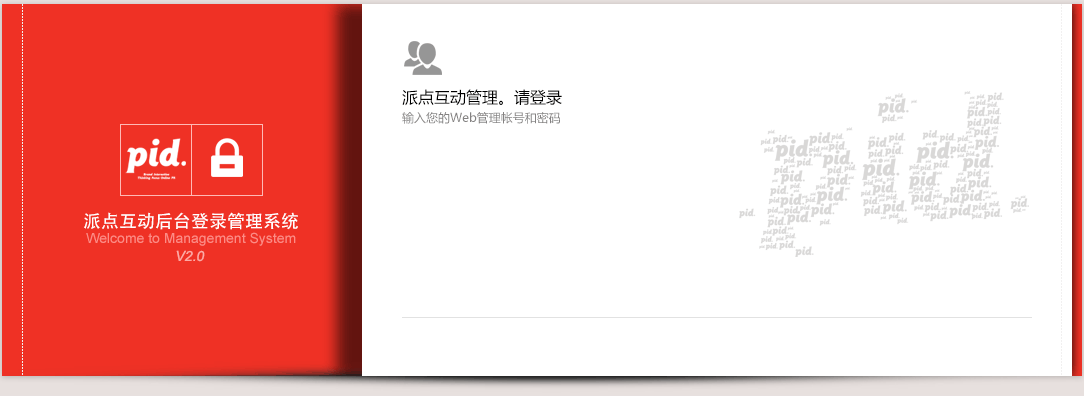 pid.
派点互动后台登录管理系统
Welcome to Management System
V2.0
派点互动管理。请登录
输入您的Web管理帐号和密码
pid.